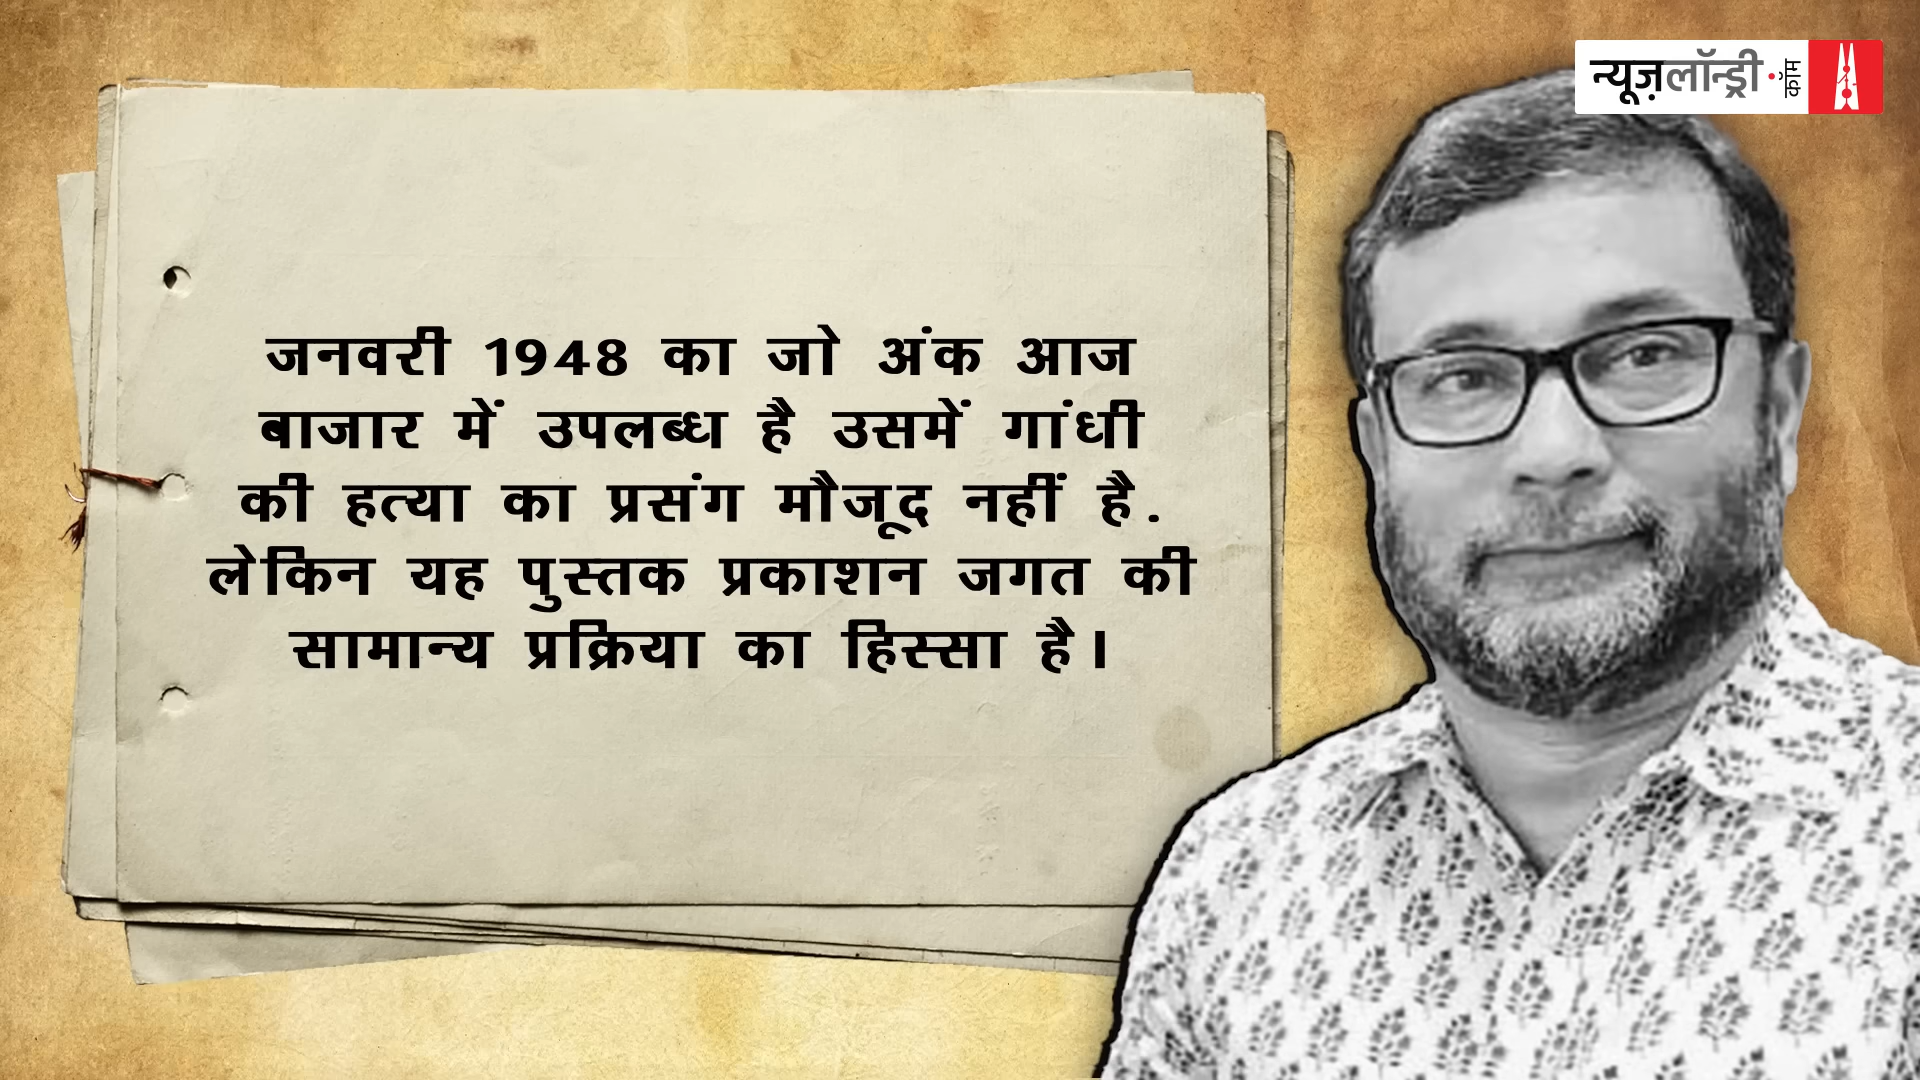 न्यूज़लॉन्ड्री.कॉम
जनवरी 1948 का जो अंक आज
बाजार में उपलब्ध है उसमें गांधी
की हत्या का प्रसंग मौजूद नहीं है.
लेकिन यह पुस्तक प्रकाशन जगत की
सामान्य प्रक्रिया का हिस्सा है।